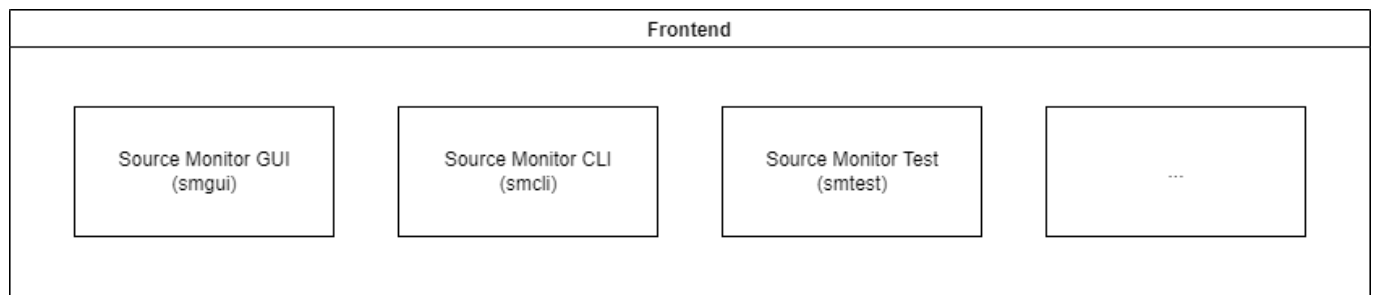 Frontend
Source Monitor GUI
(smgui)
Source Monitor CLI
(smcli)
Source Monitor Test
(smtest)
...